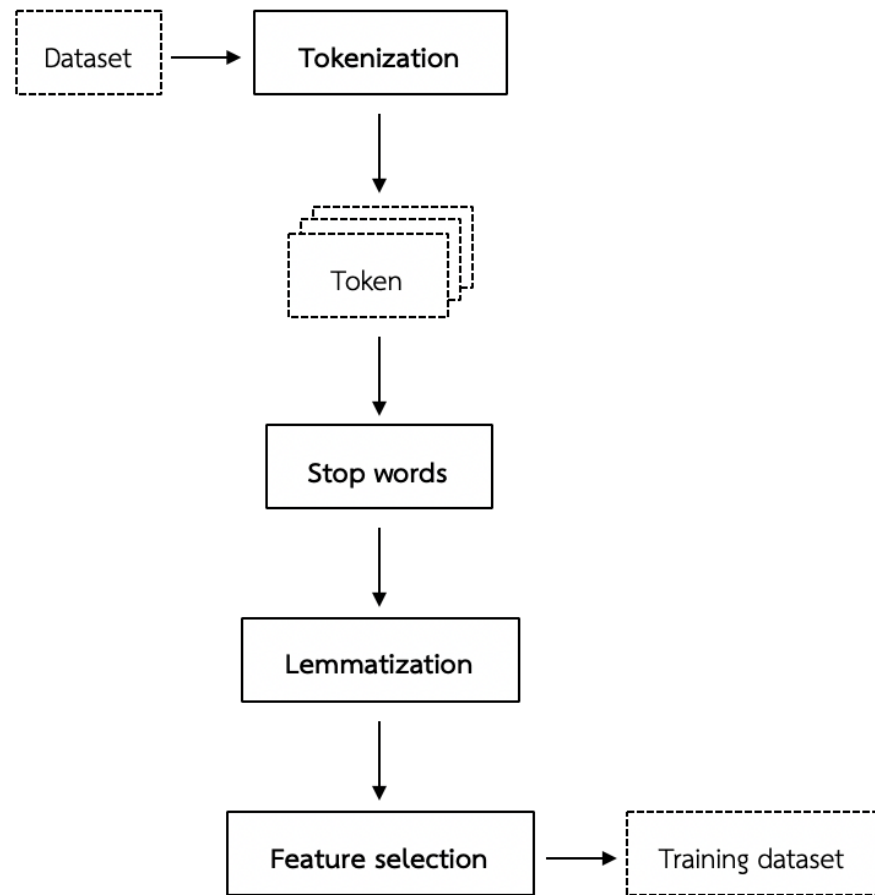 Dataset
Tokenization
Token
Stop words
Lemmatization
Feature selection
Training dataset